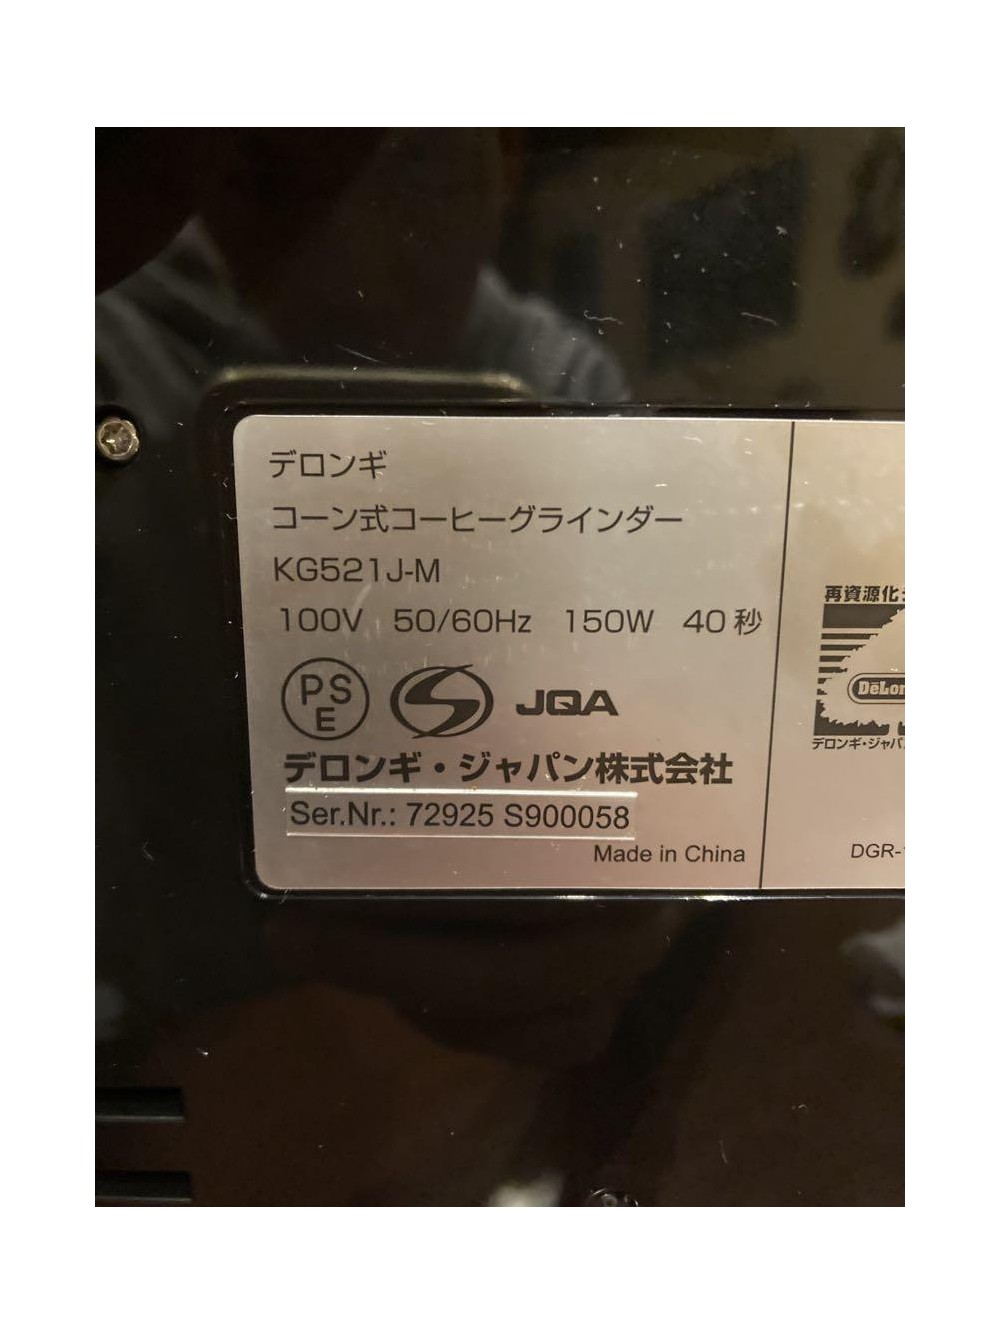 デロンギ
コーン式コーヒーグラインダー
KG521J-M
100V 50/60Hz 150W 40秒
PS
E
S JQA
デロンギ・ジャパン株式会社
Ser.Nr.: 72925 S900058
Made in China
再資源化
DeLon
デロンギ・ジャパ
DGR-